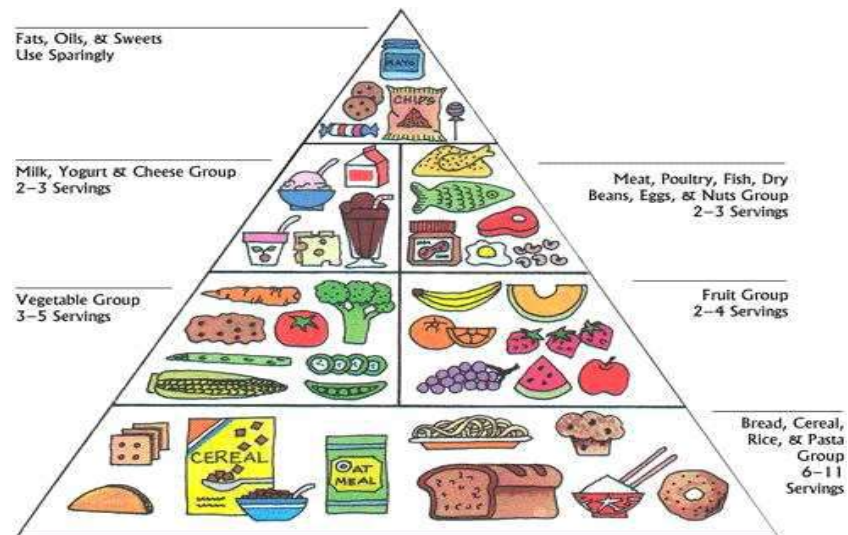 Fats, Oils, & Sweets
Use Sparingly
MAYO
CHIPS
Milk, Yogurt & Cheese Group
2–3 Servings
Meat, Poultry, Fish, Dry
Beans, Eggs, & Nuts Group
2–3 Servings
Vegetable Group
3–5 Servings
Fruit Group
2–4 Servings
Bread, Cereal,
Rice, & Pasta
Group
6–11
Servings
CEREAL
OAT
MEAL